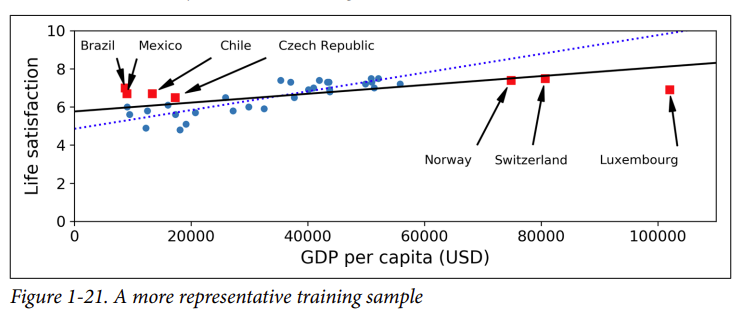 10
Brazil Mexico Chile Czech Republic
8
6
4
Norway Switzerland Luxembourg
2
0
Life satisfaction
0 20000 40000 60000 80000 100000
GDP per capita (USD)
Figure 1-21. A more representative training sample